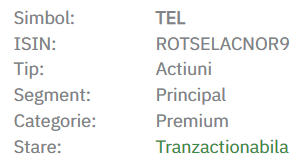 Simbol: TEL
ISIN: ROTSELACNOR9
Tip: Actiuni
Segment: Principal
Categorie: Premium
Stare: Tranzactionabila